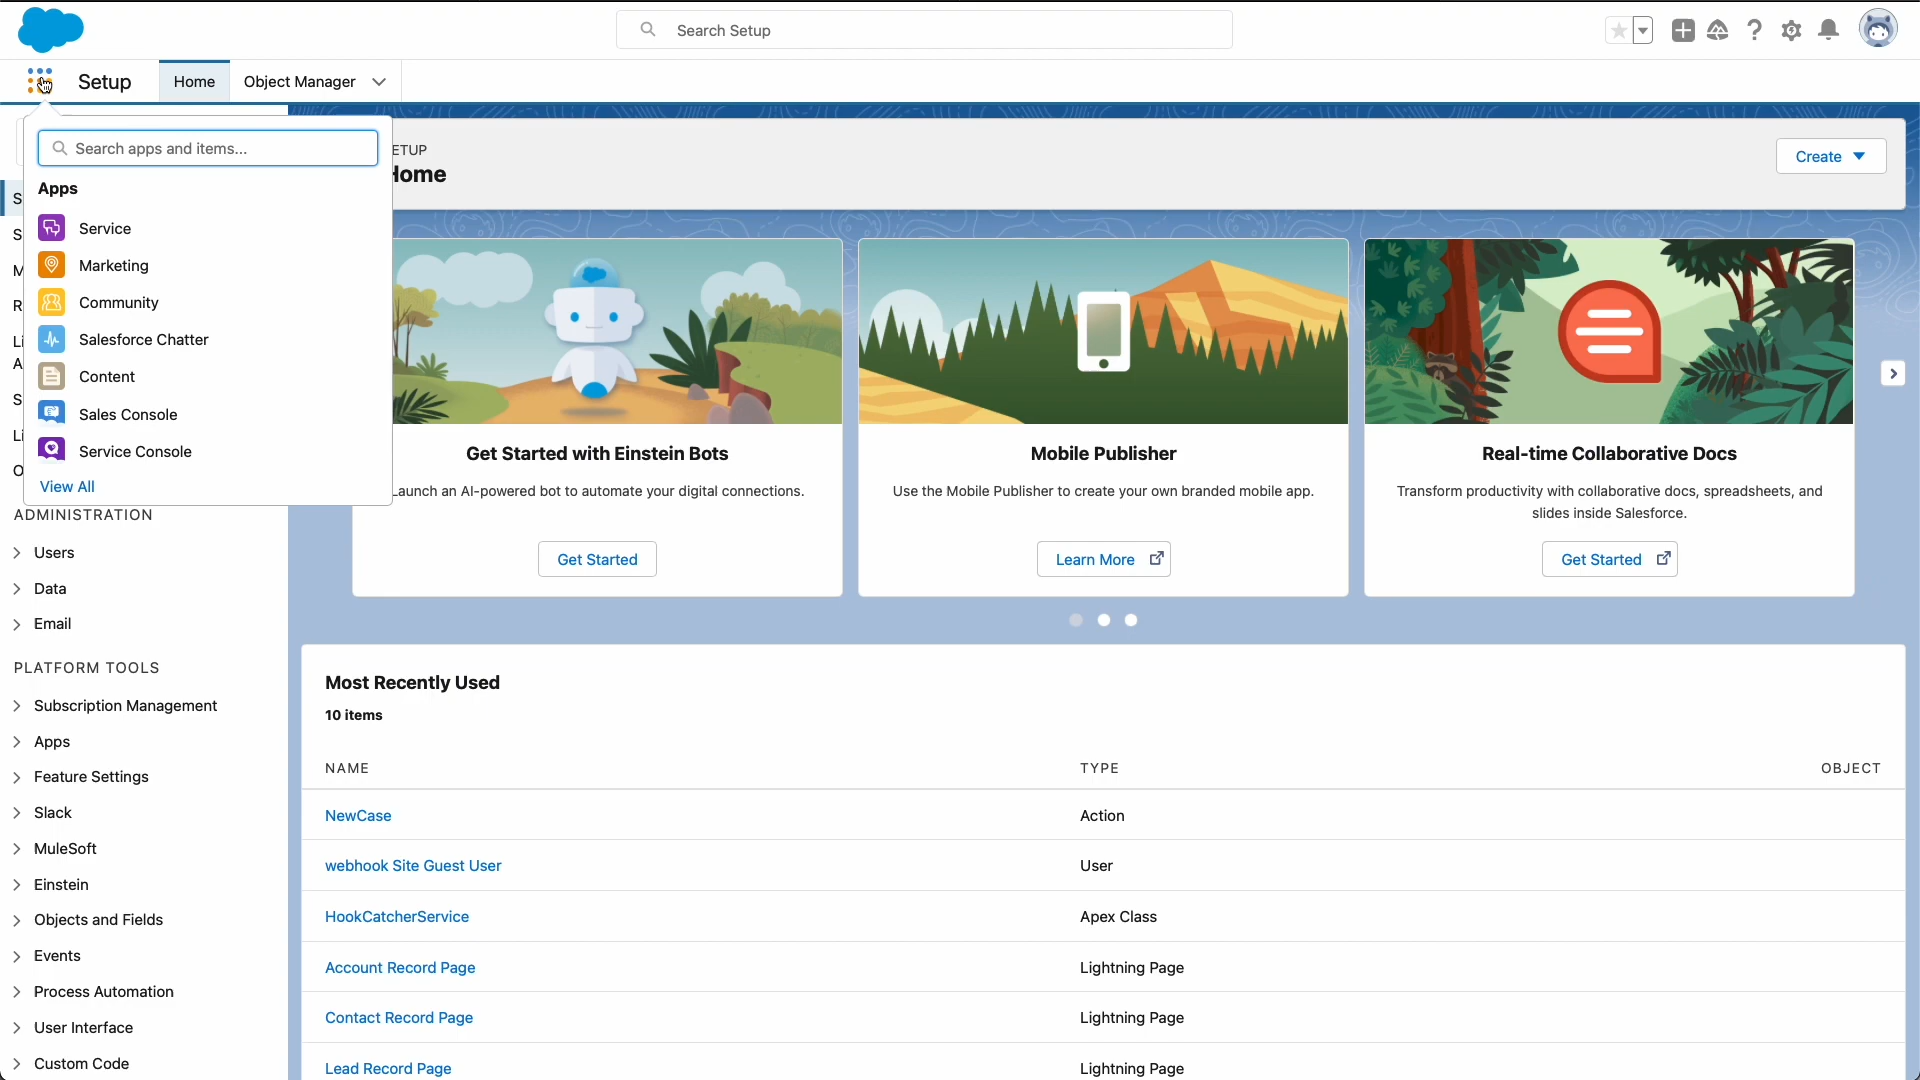 Search Setup
Setup
Home
Object Manager
Search apps and items...
Apps
Service
Marketing
Community
Salesforce Chatter
Content
Sales Console
Service Console
View All
S
S
M
R
Li
A
S
Li
O
ADMINISTRATION
Users
Data
Email
PLATFORM TOOLS
Subscription Management
Apps
Feature Settings
Slack
MuleSoft
Einstein
Objects and Fields
Events
Process Automation
User Interface
Custom Code
ETUP
Home
Create
Get Started with Einstein Bots
Launch an AI-powered bot to automate your digital connections.
Get Started
Mobile Publisher
Use the Mobile Publisher to create your own branded mobile app.
Learn More
Real-time Collaborative Docs
Transform productivity with collaborative docs, spreadsheets, and
slides inside Salesforce.
Get Started
Most Recently Used
10 items
NAME TYPE OBJECT
NewCase Action
webhook Site Guest User User
HookCatcherService Apex Class
Account Record Page Lightning Page
Contact Record Page Lightning Page
Lead Record Page Lightning Page